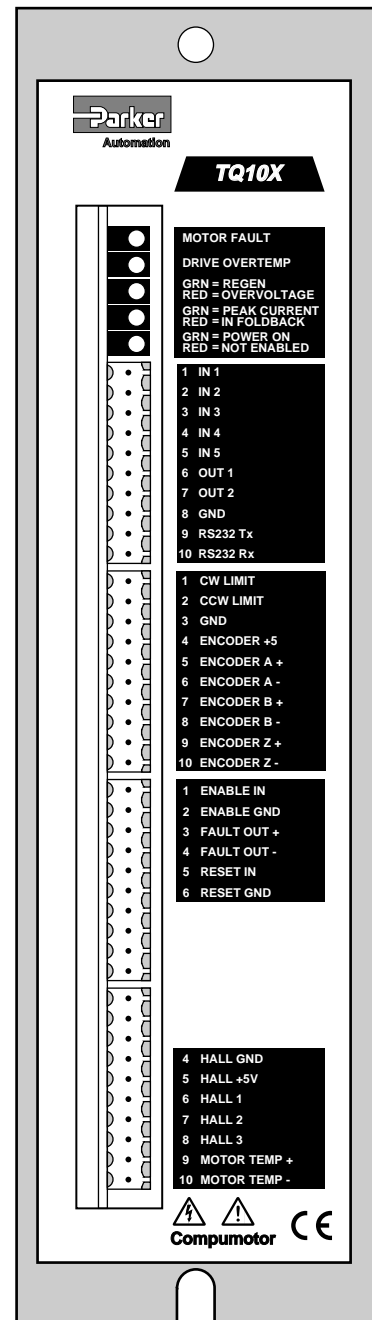 Parker
Automation
TQ10X
MOTOR FAULT
DRIVE OVERTEMP
GRN = REGEN
RED = OVERVOLTAGE
GRN = PEAK CURRENT
RED = IN FOLDBACK
GRN = POWER ON
RED = NOT ENABLED
1 IN 1
2 IN 2
3 IN 3
4 IN 4
5 IN 5
6 OUT 1
7 OUT 2
8 GND
9 RS232 Tx
10 RS232 Rx
1 CW LIMIT
2 CCW LIMIT
3 GND
4 ENCODER +5
5 ENCODER A +
6 ENCODER A -
7 ENCODER B +
8 ENCODER B -
9 ENCODER Z +
10 ENCODER Z -
1 ENABLE IN
2 ENABLE GND
3 FAULT OUT +
4 FAULT OUT -
5 RESET IN
6 RESET GND
4 HALL GND
5 HALL +5V
6 HALL 1
7 HALL 2
8 HALL 3
9 MOTOR TEMP +
10 MOTOR TEMP -
Compumotor CE